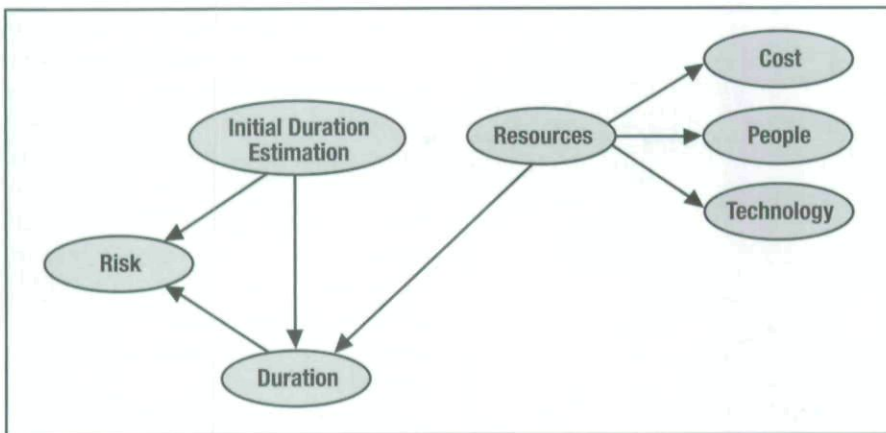 Cost
Initial Duration
Estimation
Resources
People
Technology
Risk
Duration